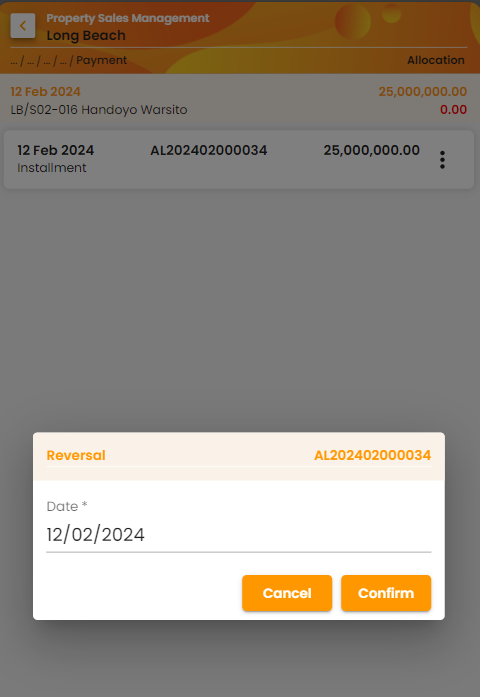 Property Sales Management
Long Beach
... / ... / ... / ... / Payment Allocation
12 Feb 2024 25,000,000.00
LB/S02-016 Handoyo Warsito 0.00
12 Feb 2024 AL202402000034 25,000,000.00
Installment
Reversal AL202402000034
Date *
12/02/2024
Cancel Confirm